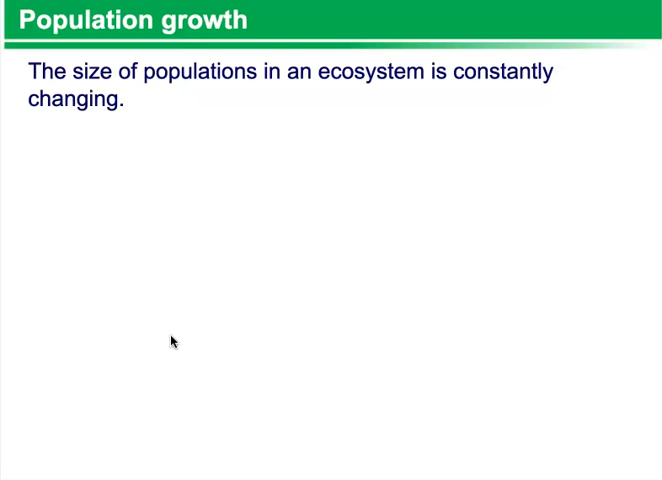 Population growth
The size of populations in an ecosystem is constantly
changing.